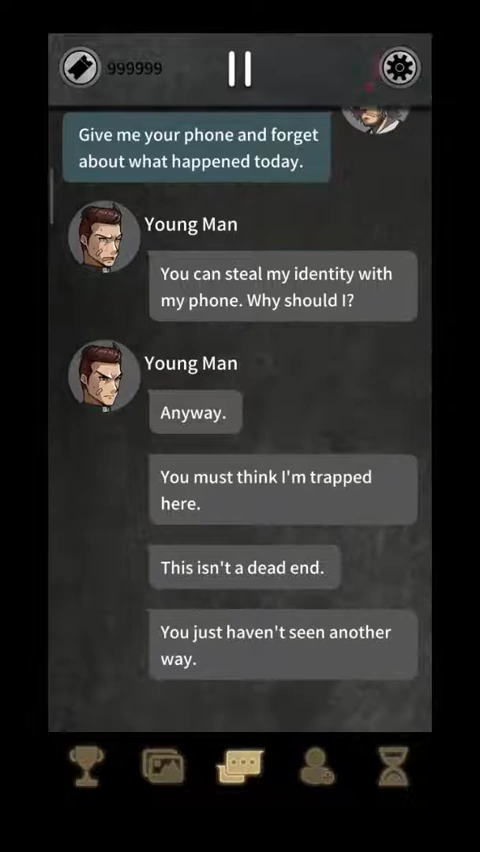 999999
Give me your phone and forget
about what happened today.
Young Man
You can steal my identity with
my phone. Why should I?
Young Man
Anyway.
You must think I'm trapped
here.
This isn't a dead end.
You just haven't seen another
way.